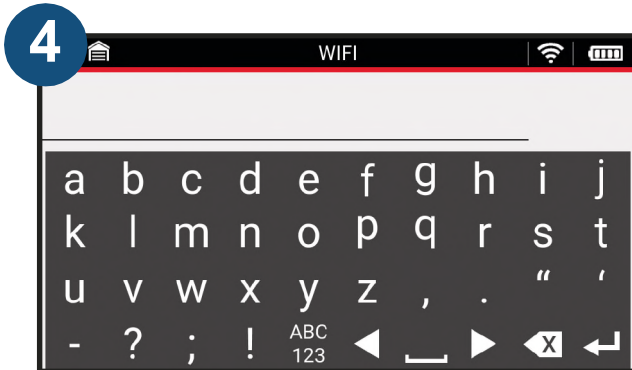 4
WIFI
a b c d e f g h i j
k l m n o p q r s t
u v w x y z , . “ ‘
- ? ; ! ABC
123
X